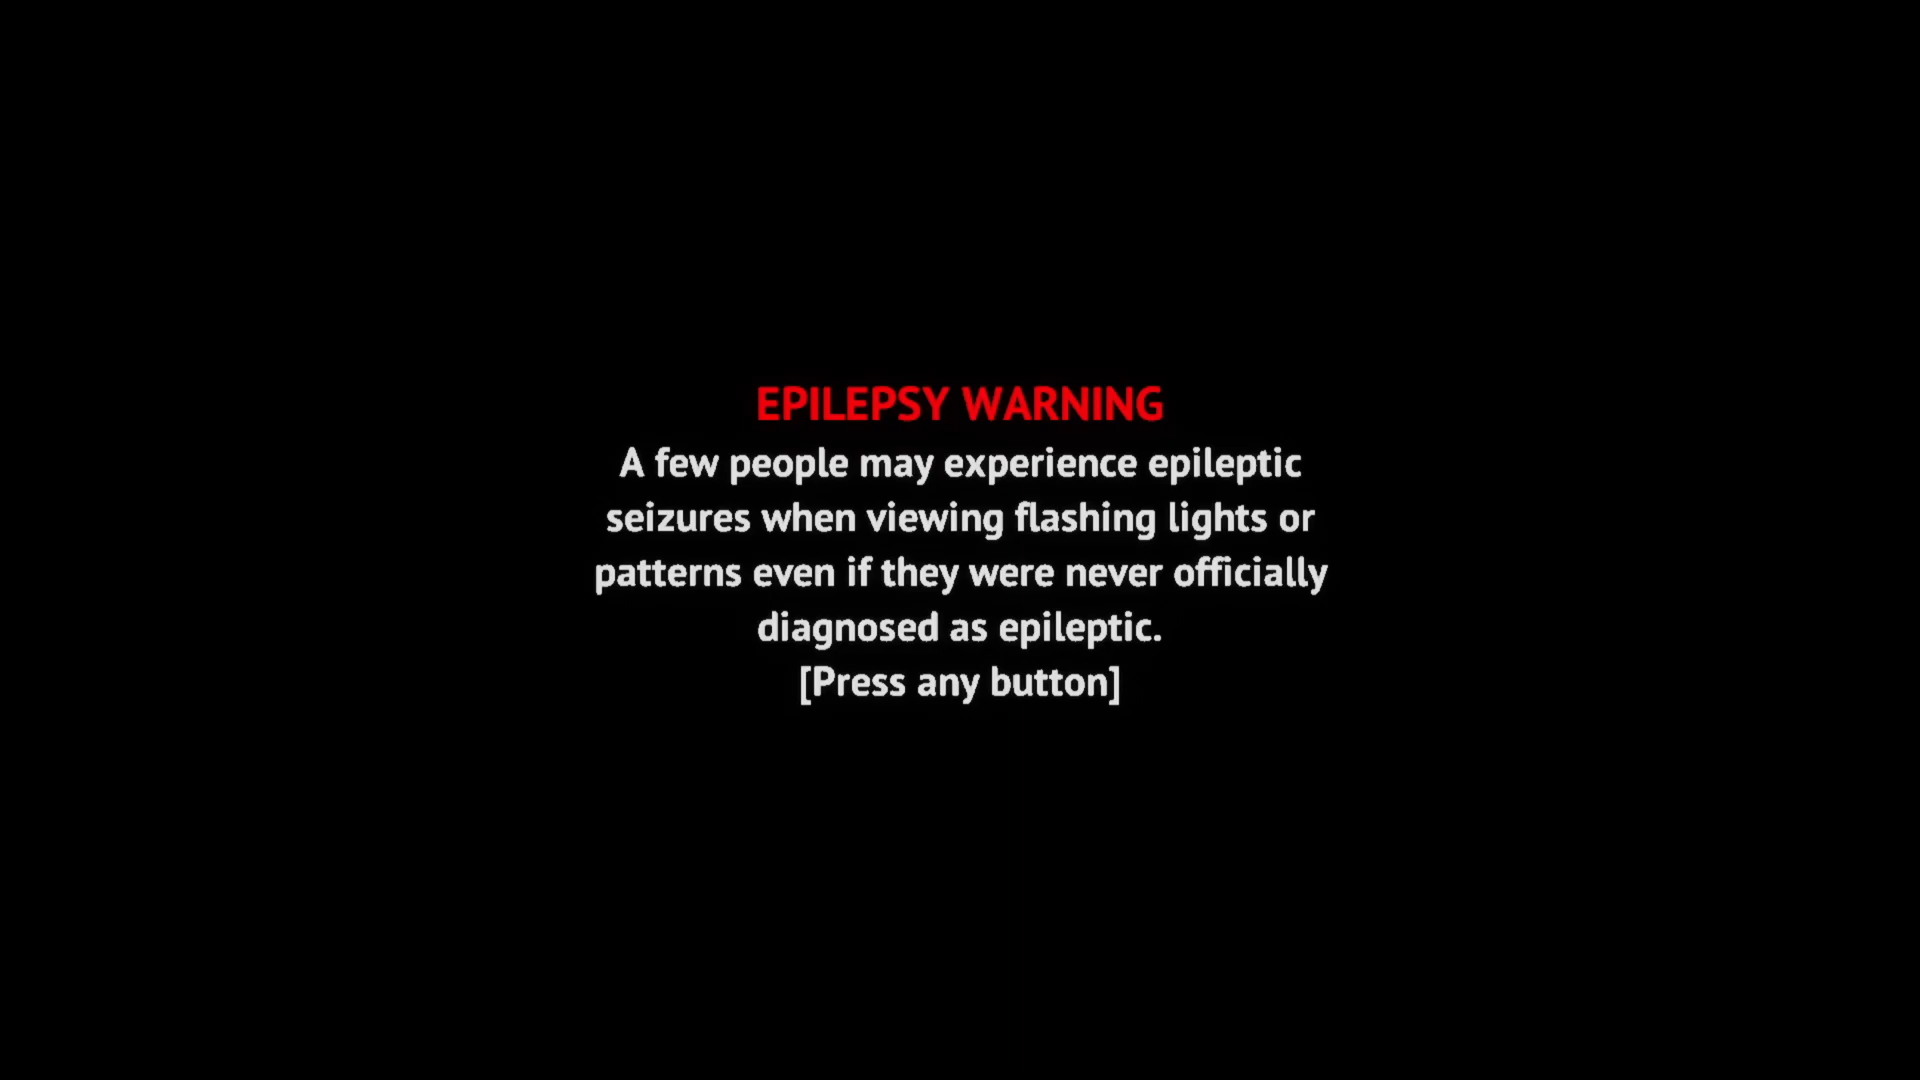 EPILEPSY WARNING
A few people may experience epileptic
seizures when viewing flashing lights or
patterns even if they were never officially
diagnosed as epileptic.
[Press any button]